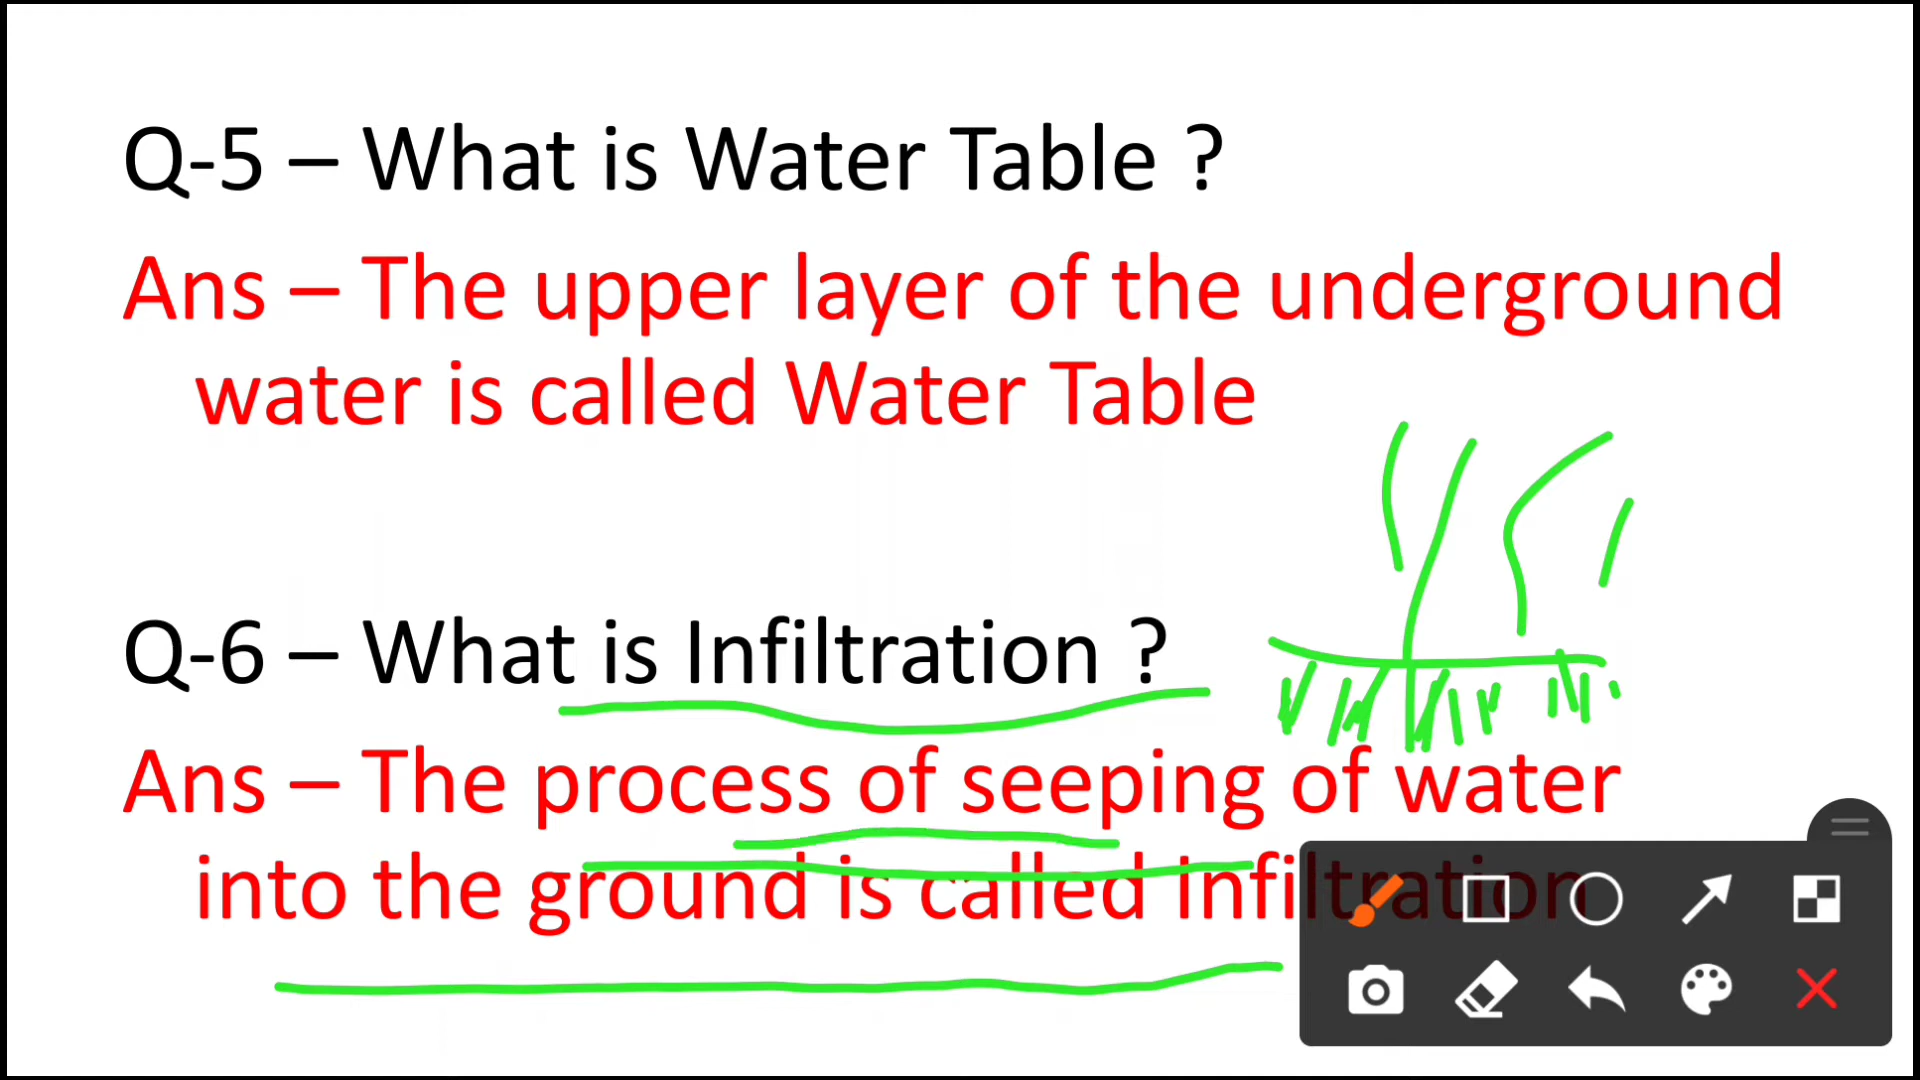 Q-5 – What is Water Table ?
Ans – The upper layer of the underground
water is called Water Table
Q-6 – What is Infiltration ?
Ans – The process of seeping of water
into the ground is called Infiltration